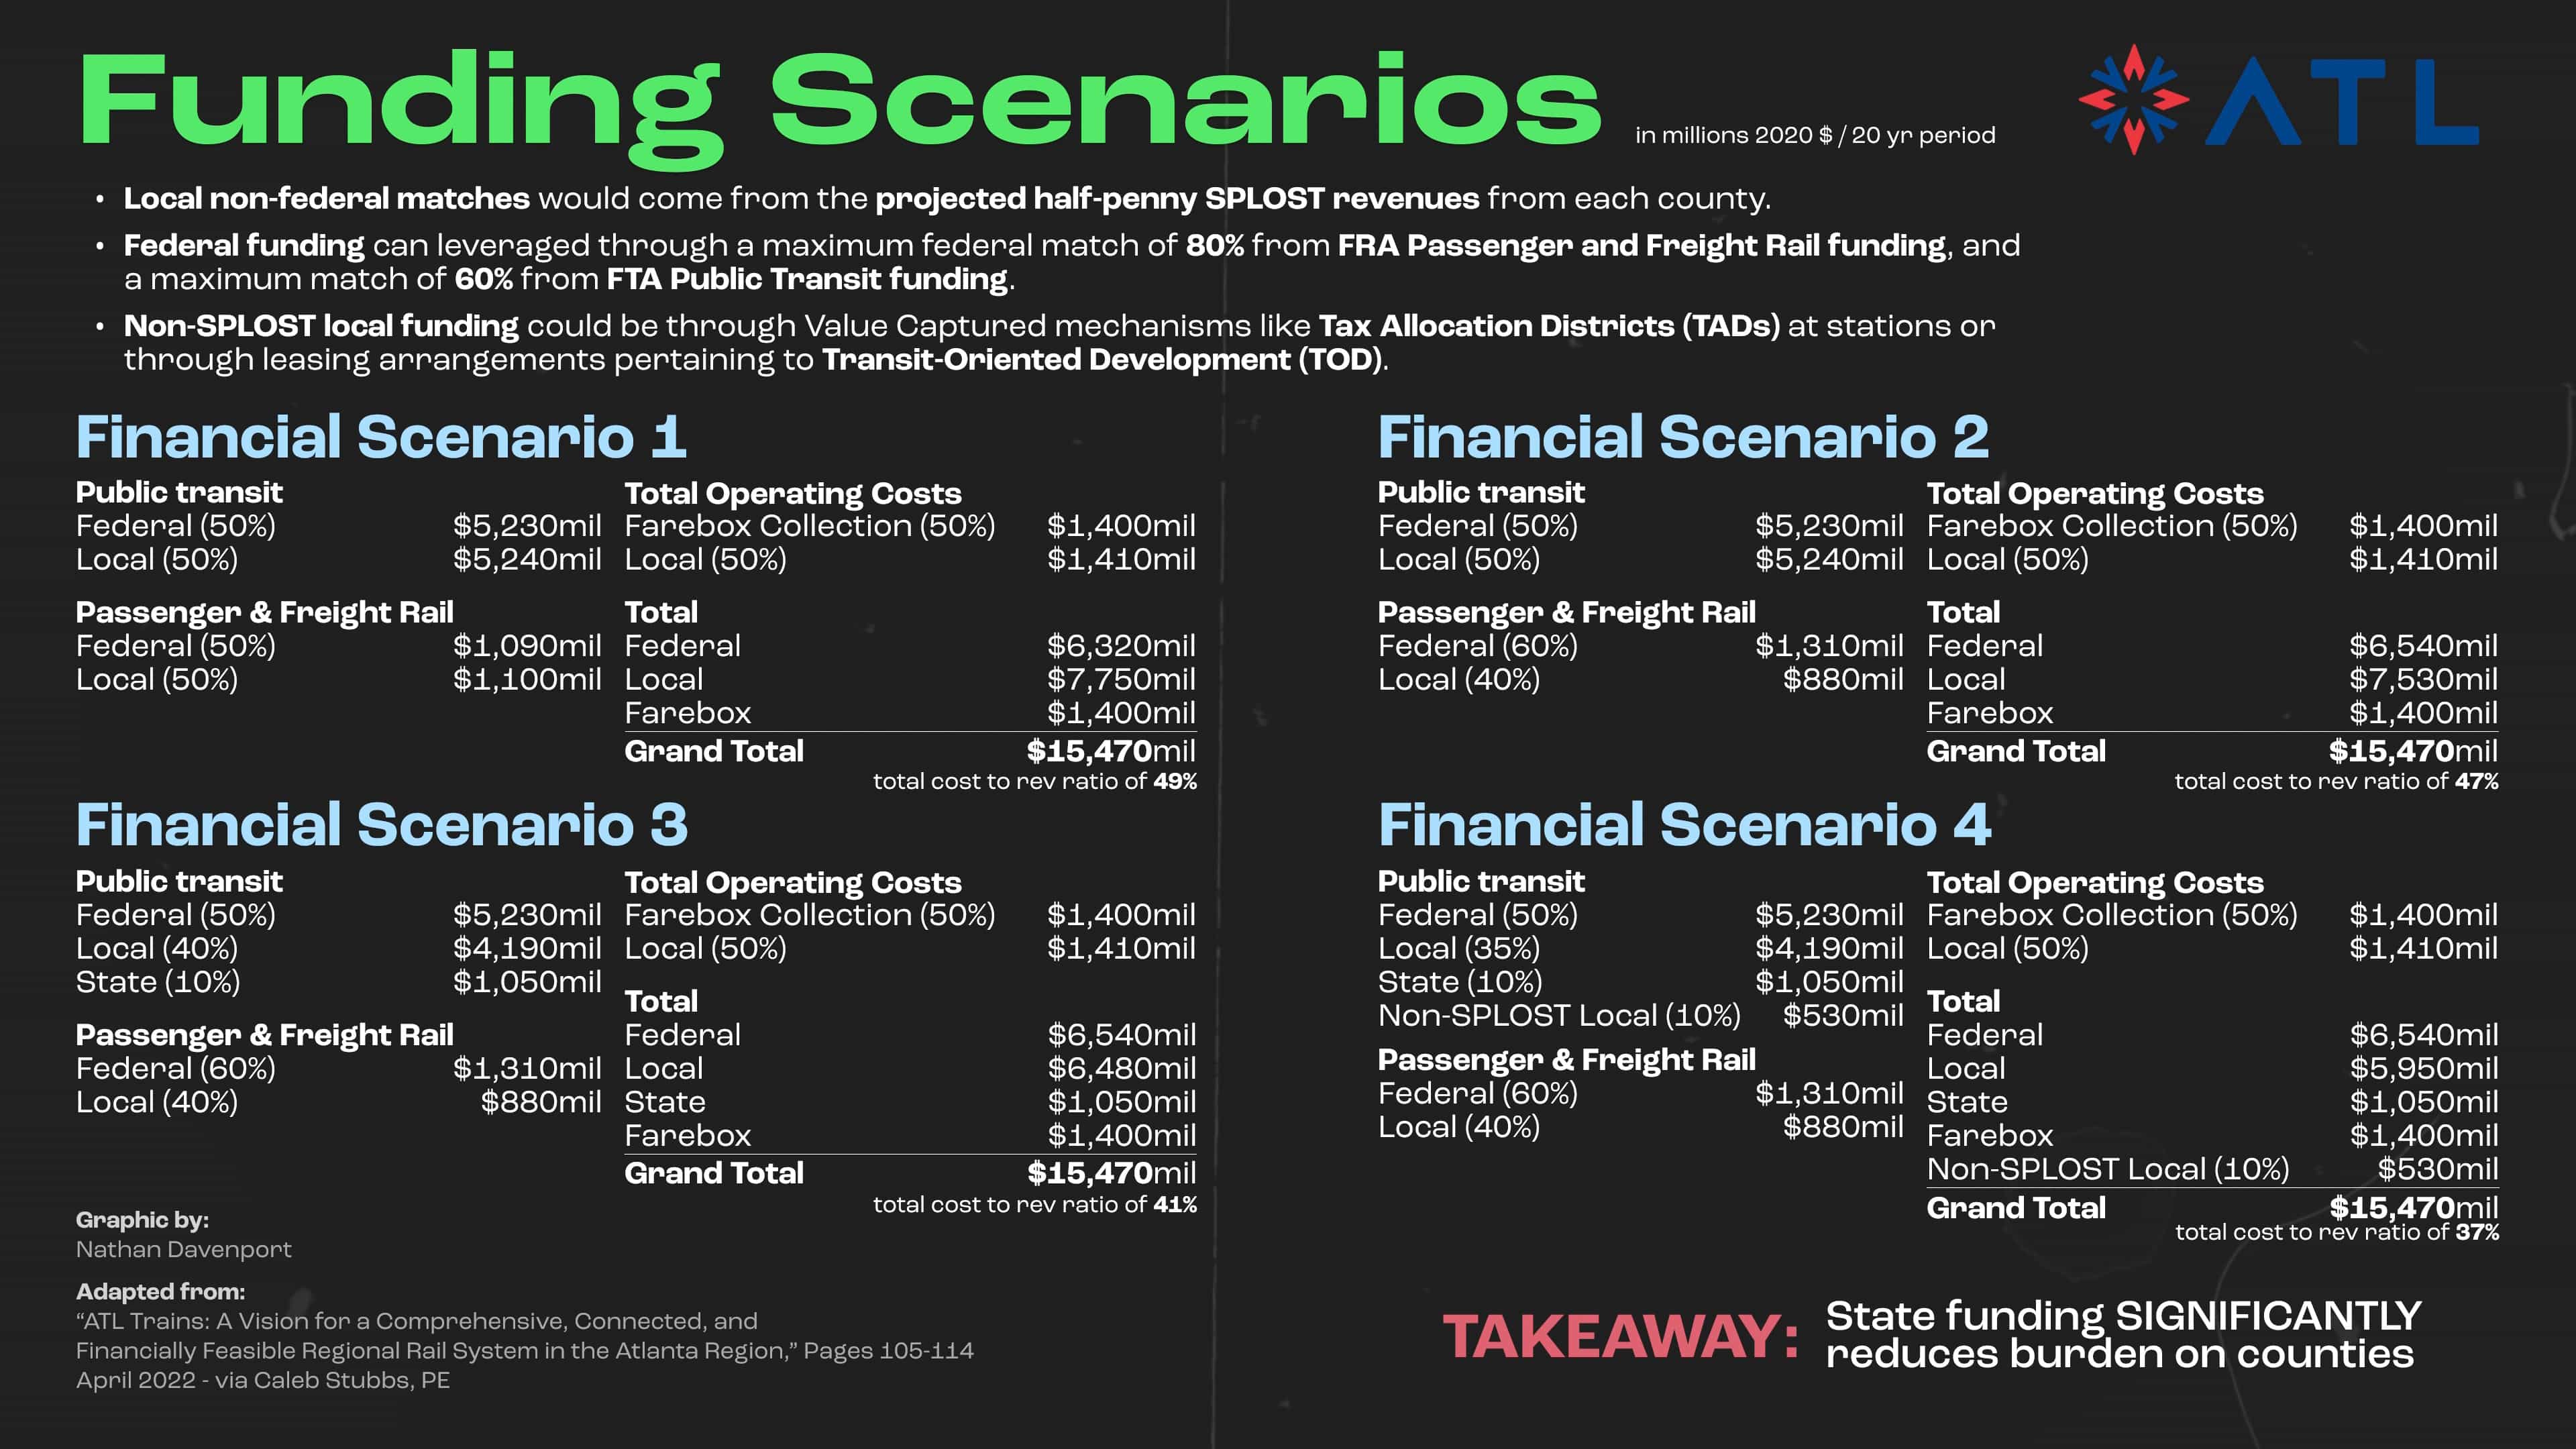 Funding Scenarios
in millions 2020 $ / 20 yr period
ATL
• Local non-federal matches would come from the projected half-penny SPLOST revenues from each county.
• Federal funding can leveraged through a maximum federal match of 80% from FRA Passenger and Freight Rail funding, and
a maximum match of 60% from FTA Public Transit funding.
• Non-SPLOST local funding could be through Value Captured mechanisms like Tax Allocation Districts (TADs) at stations or
through leasing arrangements pertaining to Transit-Oriented Development (TOD).
Financial Scenario 1
Public transit
Federal (50%) $5,230mil
Local (50%) $5,240mil
Passenger & Freight Rail
Federal (50%) $1,090mil
Local (50%) $1,100mil
Total Operating Costs
Farebox Collection (50%) $1,400mil
Local (50%) $1,410mil
Total
Federal $6,320mil
Local $7,750mil
Farebox $1,400mil
Grand Total $15,470mil
total cost to rev ratio of 49%
Financial Scenario 2
Public transit
Federal (50%) $5,230mil
Local (50%) $5,240mil
Passenger & Freight Rail
Federal (60%) $1,310mil
Local (40%) $880mil
Total Operating Costs
Farebox Collection (50%) $1,400mil
Local (50%) $1,410mil
Total
Federal $6,540mil
Local $7,530mil
Farebox $1,400mil
Grand Total $15,470mil
total cost to rev ratio of 47%
Financial Scenario 3
Public transit
Federal (50%) $5,230mil
Local (40%) $4,190mil
State (10%) $1,050mil
Passenger & Freight Rail
Federal (60%) $1,310mil
Local (40%) $880mil
Total Operating Costs
Farebox Collection (50%) $1,400mil
Local (50%) $1,410mil
Total
Federal $6,540mil
Local $6,480mil
State $1,050mil
Farebox $1,400mil
Grand Total $15,470mil
total cost to rev ratio of 41%
Financial Scenario 4
Public transit
Federal (50%) $5,230mil
Local (35%) $4,190mil
State (10%) $1,050mil
Non-SPLOST Local (10%) $530mil
Passenger & Freight Rail
Federal (60%) $1,310mil
Local (40%) $880mil
Total Operating Costs
Farebox Collection (50%) $1,400mil
Local (50%) $1,410mil
Total
Federal $6,540mil
Local $5,950mil
State $1,050mil
Farebox $1,400mil
Non-SPLOST Local (10%) $530mil
Grand Total $15,470mil
total cost to rev ratio of 37%
Graphic by:
Nathan Davenport
Adapted from:
“ATL Trains: A Vision for a Comprehensive, Connected, and
Financially Feasible Regional Rail System in the Atlanta Region,” Pages 105-114
April 2022 - via Caleb Stubbs, PE
TAKEAWAY: State funding SIGNIFICANTLY
reduces burden on counties